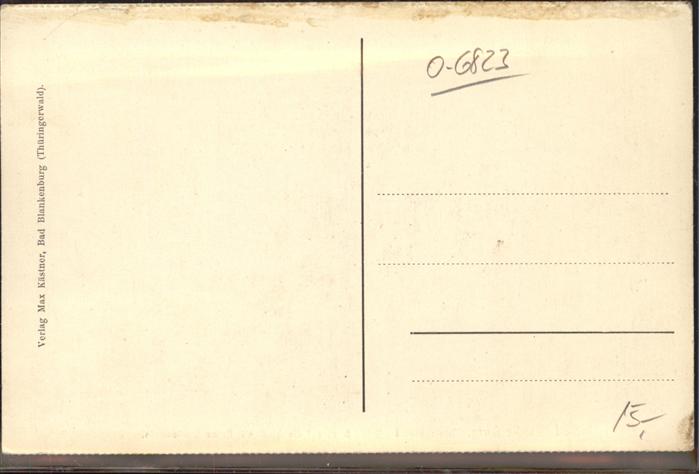 O-6823
Verlag Max Kästner, Bad Blankenburg (Thüringerwald).
15,-